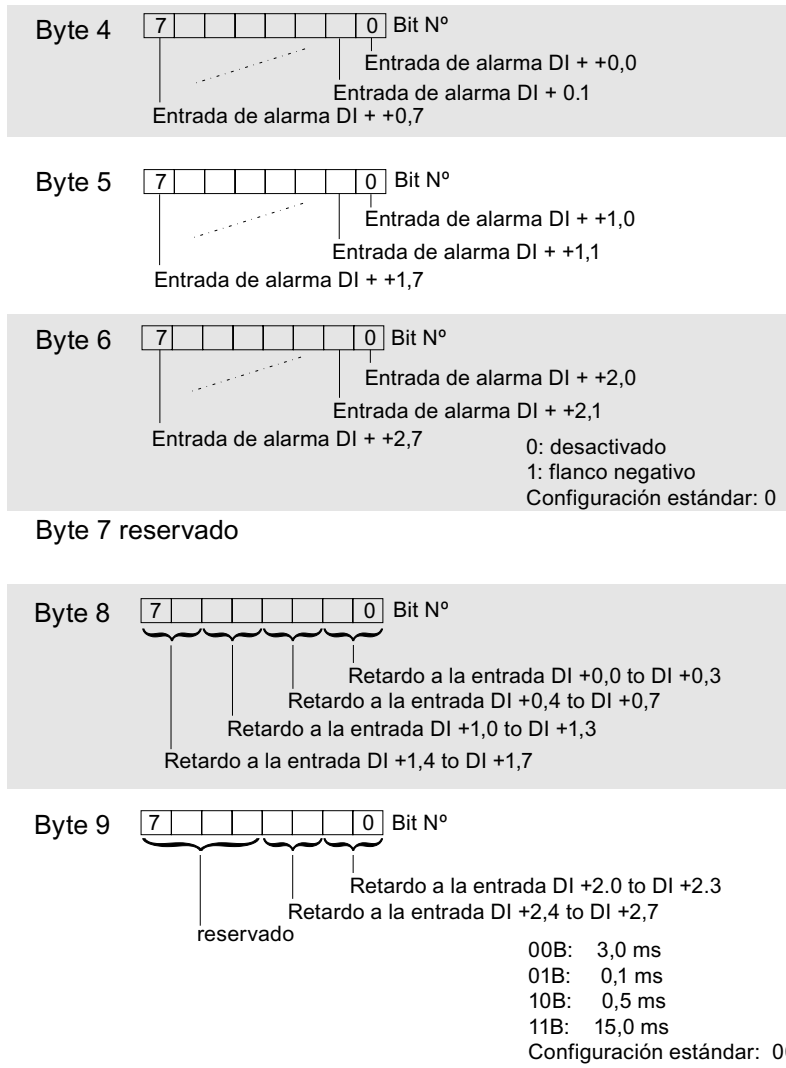 Byte 4 7 0 Bit Nº
Entrada de alarma DI + +0,0
Entrada de alarma DI + 0.1
Entrada de alarma DI + +0,7
Byte 5 7 0 Bit Nº
Entrada de alarma DI + +1,0
Entrada de alarma DI + +1,1
Entrada de alarma DI + +1,7
Byte 6 7 0 Bit Nº
Entrada de alarma DI + +2,0
Entrada de alarma DI + +2,1
Entrada de alarma DI + +2,7
0: desactivado
1: flanco negativo
Configuración estándar: 0
Byte 7 reservado
Byte 8 7 0 Bit Nº
Retardo a la entrada DI +0,0 to DI +0,3
Retardo a la entrada DI +0,4 to DI +0,7
Retardo a la entrada DI +1,0 to DI +1,3
Retardo a la entrada DI +1,4 to DI +1,7
Byte 9 7 0 Bit Nº
Retardo a la entrada DI +2.0 to DI +2.3
Retardo a la entrada DI +2,4 to DI +2,7
reservado
00B: 3,0 ms
01B: 0,1 ms
10B: 0,5 ms
11B: 15,0 ms
Configuración estándar: